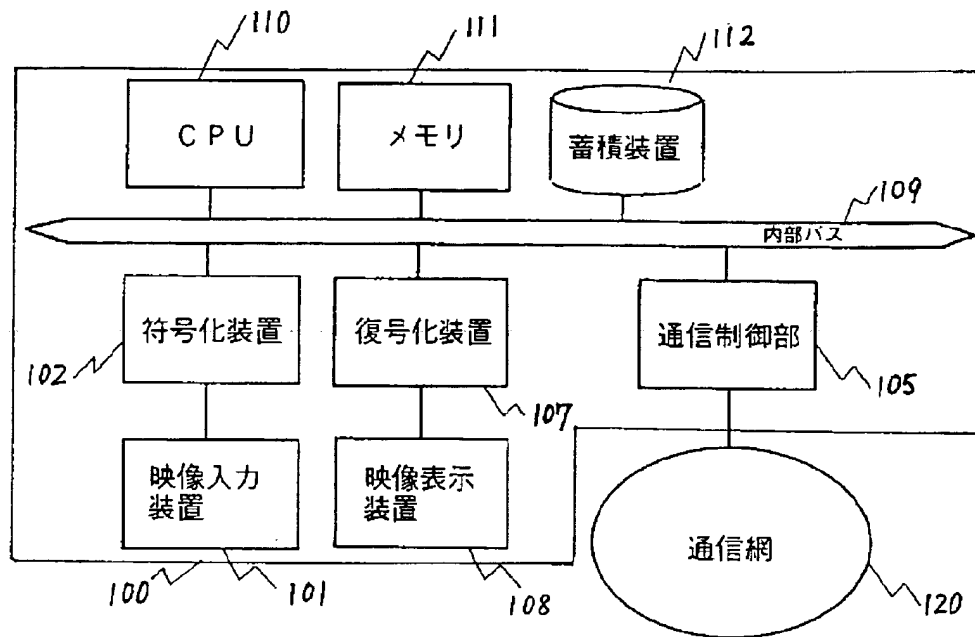 110
111
112
CPU
メモリ
蓄積装置
109
内部バス
符号化装置
復号化装置
通信制御部
102
107
105
映像入力
装置
映像表示
装置
通信網
100
101
108
120